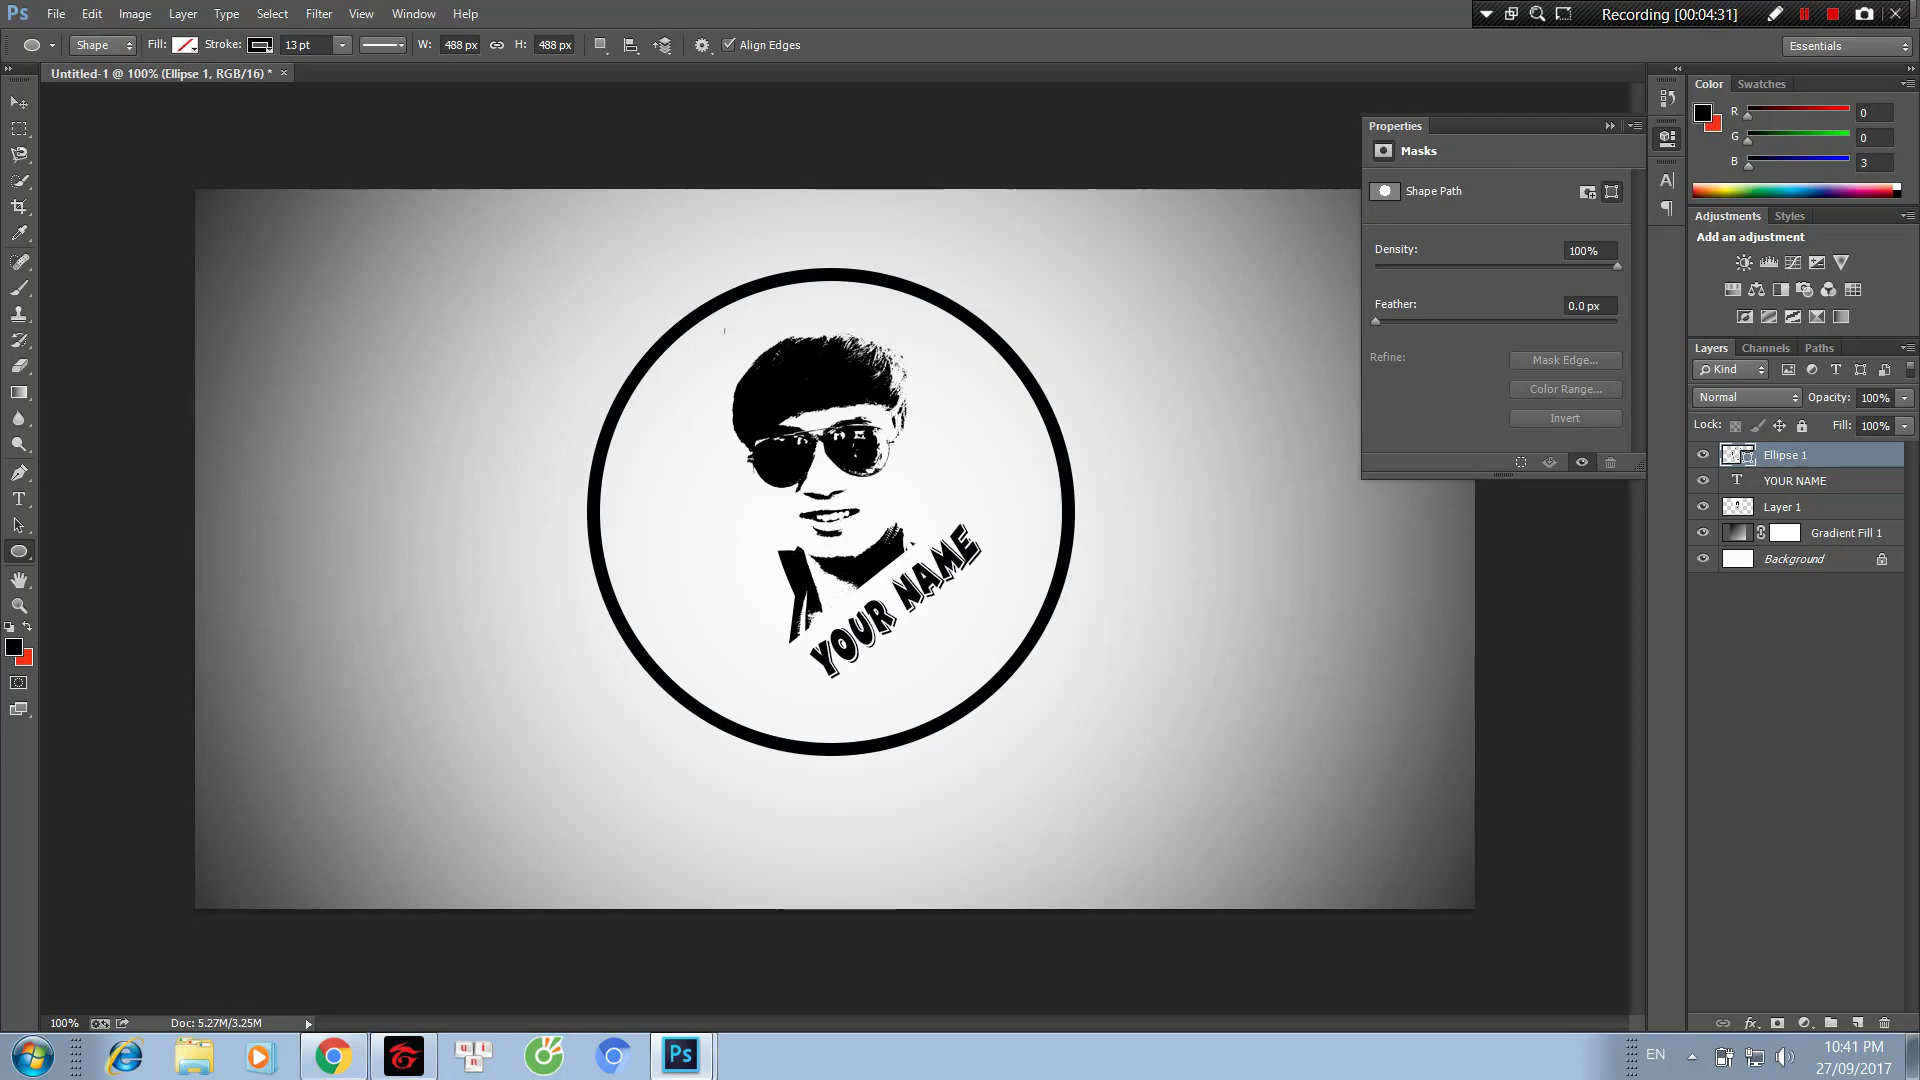 Ps File Edit Image Layer Type Select Filter View Window Help
Recording [00:04:31]
Shape Fill: Stroke: 13 pt W: 488 px H: 488 px Align Edges
Essentials
Untitled-1 @ 100% (Ellipse 1, RGB/16) * ×
Properties
Masks
Shape Path
Density: 100%
Feather: 0.0 px
Refine: Mask Edge...
Color Range...
Invert
YOUR NAME
Color Swatches
R 0
G 0
B 3
Adjustments Styles
Add an adjustment
Layers Channels Paths
Kind
Normal Opacity: 100%
Lock: Fill: 100%
Ellipse 1
YOUR NAME
Layer 1
Gradient Fill 1
Background
100% Doc: 5.27M/3.25M
Ps
EN
10:41 PM
27/09/2017